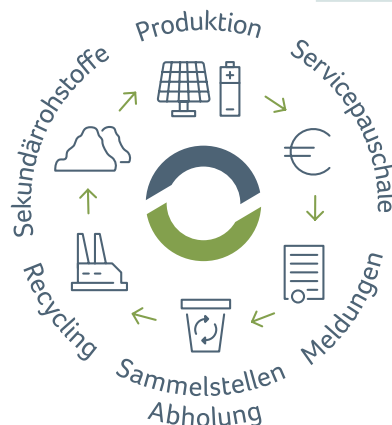 Produktion
Servicepauschale
Meldungen
Sammelstellen
Abholung
Recycling
Sekundärrohstoffe